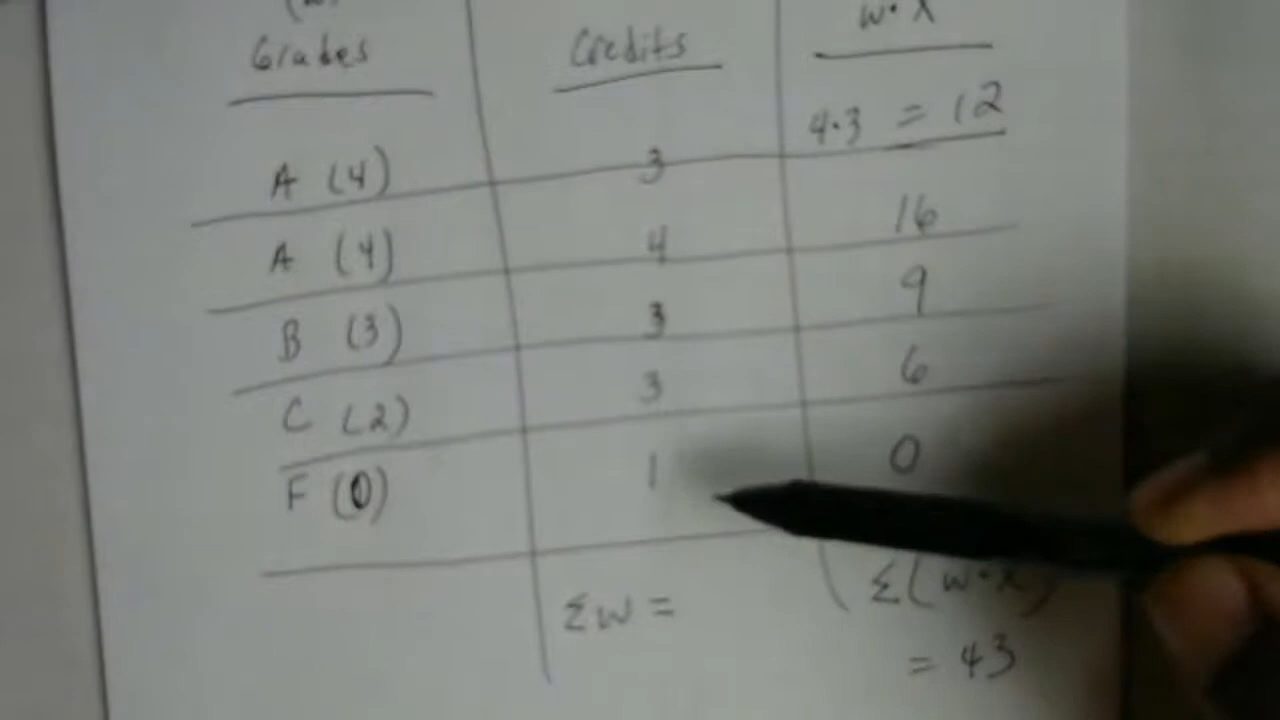 Grades Credits w·x
4·3 = 12
A (4) 3
A (4) 4 16
B (3) 3 9
C (2) 3 6
F (0) 1 0
Σw = Σ(w·x)
= 43